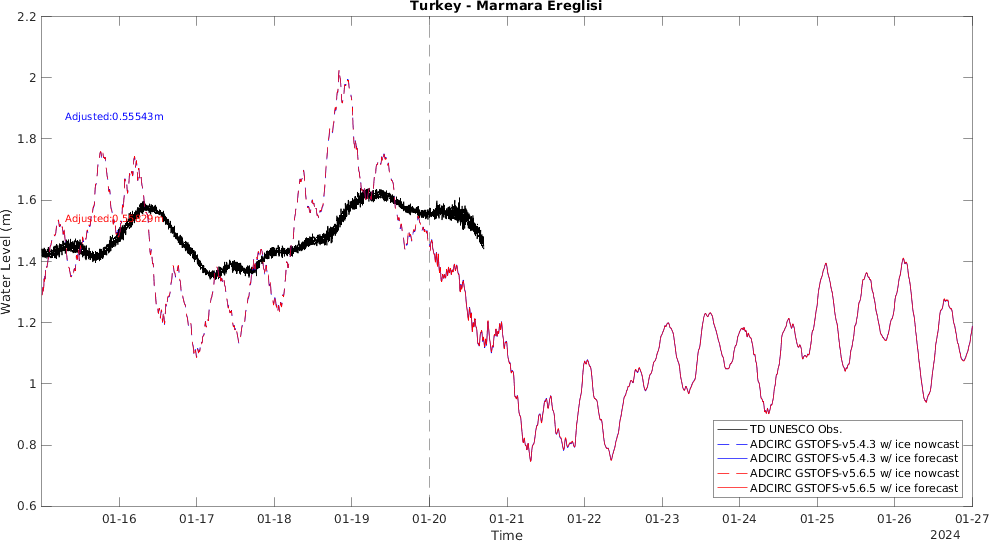 Turkey - Marmara Ereglisi
2.2
2
1.8
1.6
1.4
1.2
1
0.8
0.6
Water Level (m)
Adjusted:0.55543m
01-16
01-17
01-18
01-19
01-20
01-21
01-22
01-23
01-24
01-25
01-26
01-27
Time
2024
TD UNESCO Obs.
ADCIRC GSTOFS-v5.4.3 w/ ice nowcast
ADCIRC GSTOFS-v5.4.3 w/ ice forecast
ADCIRC GSTOFS-v5.6.5 w/ ice nowcast
ADCIRC GSTOFS-v5.6.5 w/ ice forecast